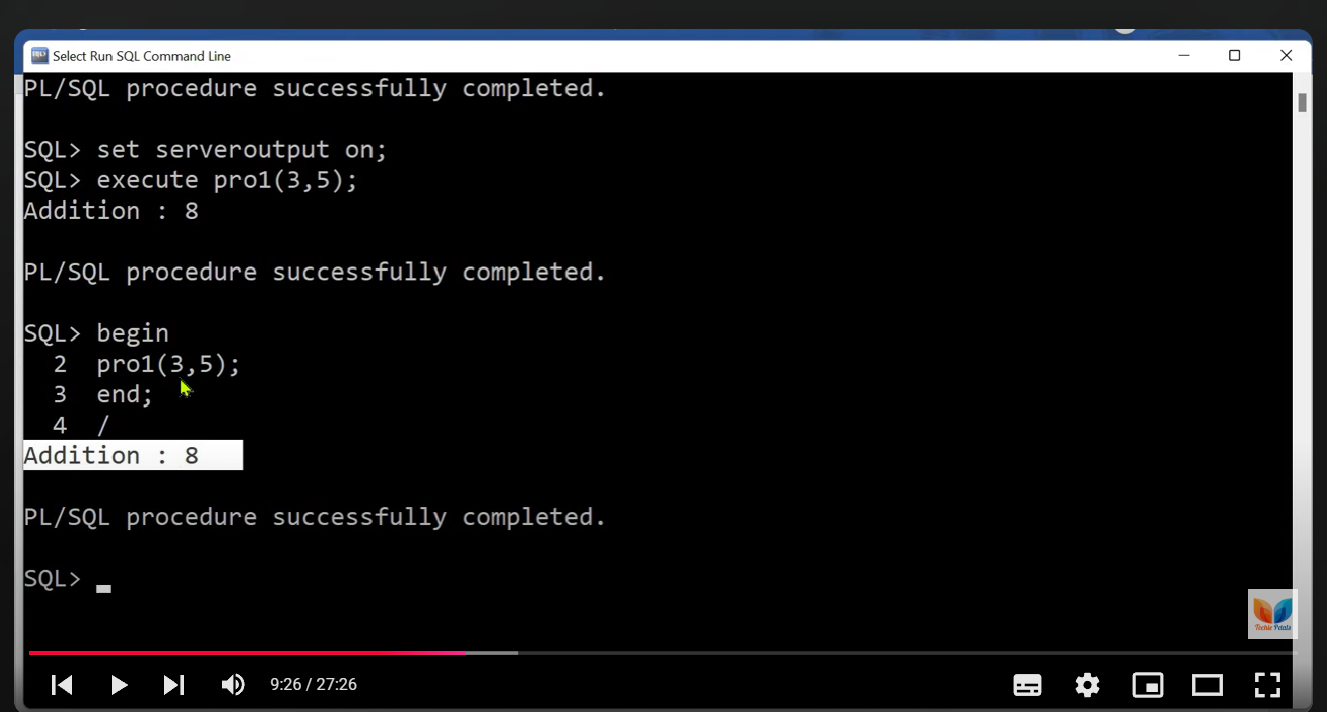 Select Run SQL Command Line
PL/SQL procedure successfully completed.
SQL> set serveroutput on;
SQL> execute pro1(3,5);
Addition : 8
PL/SQL procedure successfully completed.
SQL> begin
2 pro1(3,5);
3 end;
4 /
Addition : 8
PL/SQL procedure successfully completed.
SQL>
Techie Petals
9:26 / 27:26